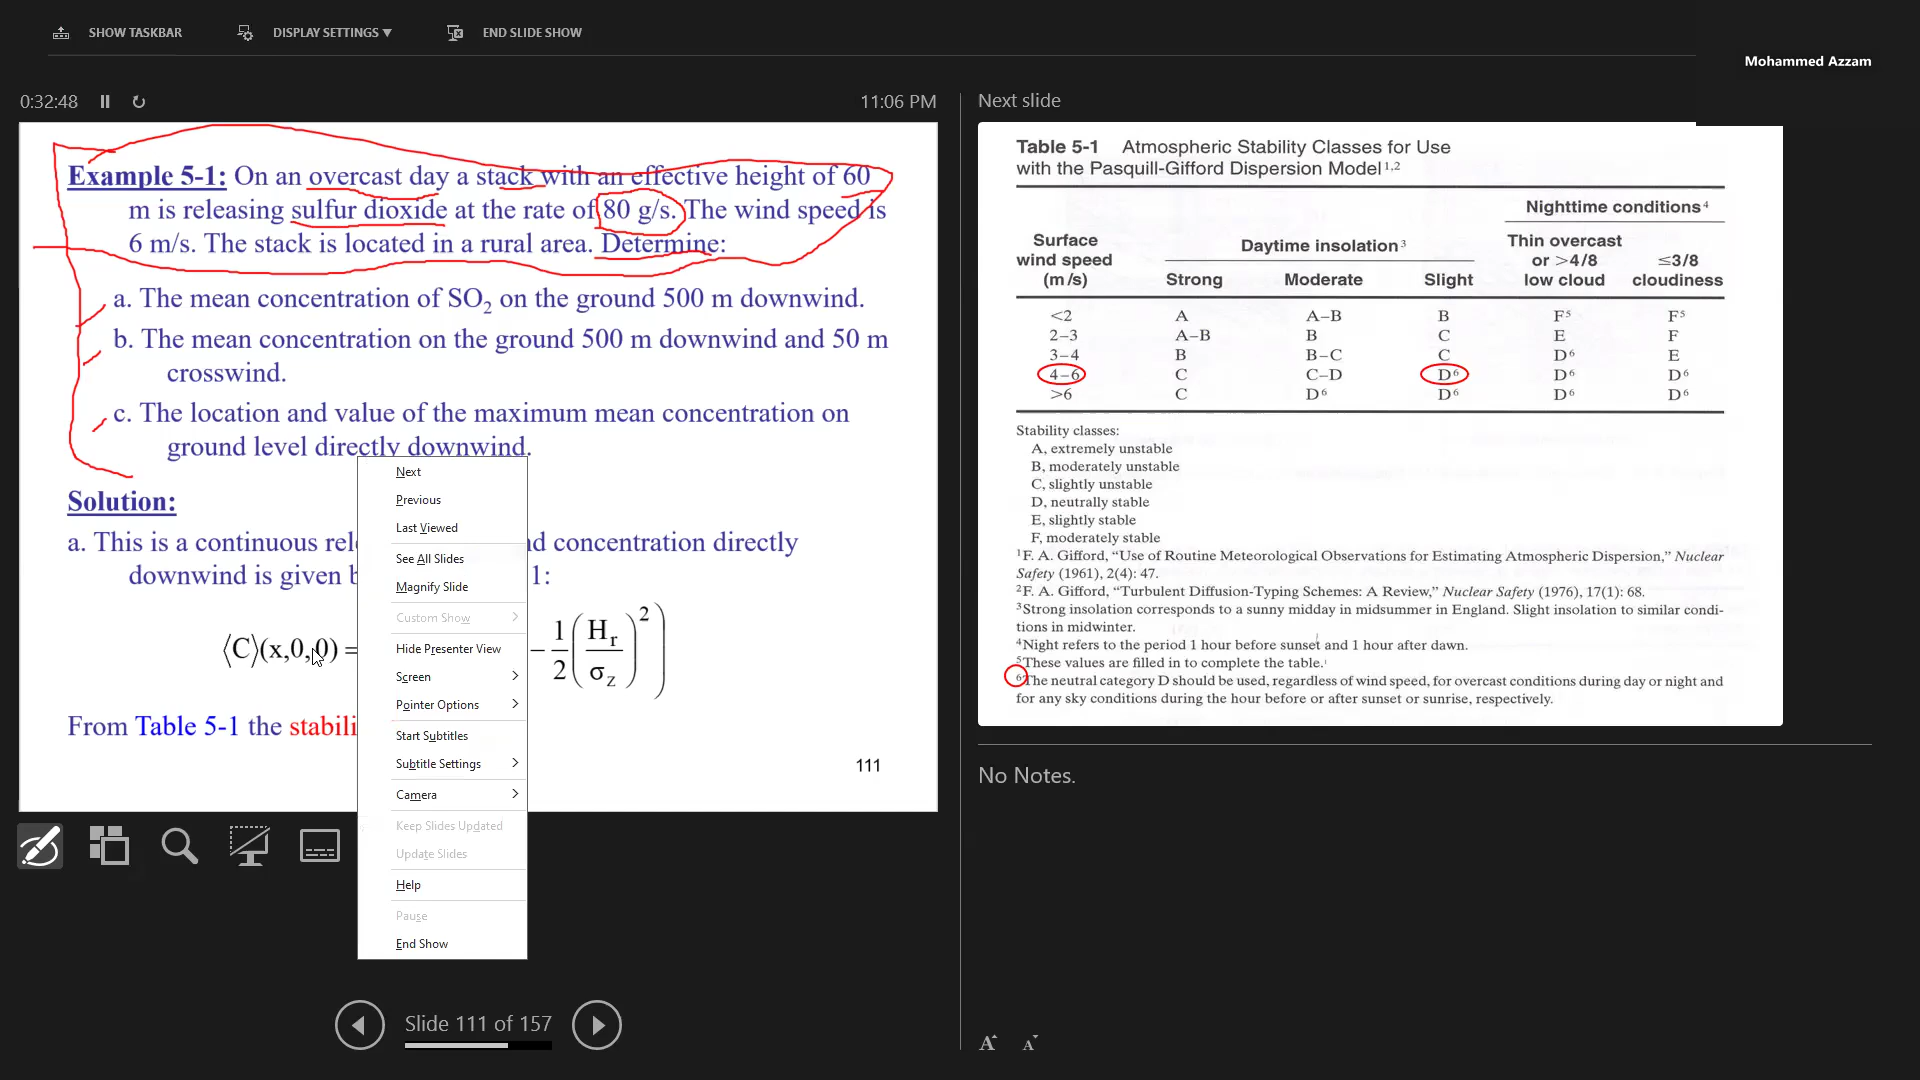 SHOW TASKBAR
DISPLAY SETTINGS ▼
END SLIDE SHOW
Mohammed Azzam
0:32:48
11:06 PM
Example 5-1: On an overcast day a stack with an effective height of 60
m is releasing sulfur dioxide at the rate of 80 g/s. The wind speed is
6 m/s. The stack is located in a rural area. Determine:
a. The mean concentration of SO2 on the ground 500 m downwind.
b. The mean concentration on the ground 500 m downwind and 50 m
crosswind.
c. The location and value of the maximum mean concentration on
ground level directly downwind.
Solution:
a. This is a continuous rel d concentration directly
downwind is given b 1:
⟨C⟩(x,0,0) = − 1/2 (Hr/σz)2
From Table 5-1 the stabili
111
Next
Previous
Last Viewed
See All Slides
Magnify Slide
Custom Show
Hide Presenter View
Screen
Pointer Options
Start Subtitles
Subtitle Settings
Camera
Keep Slides Updated
Update Slides
Help
Pause
End Show
Slide 111 of 157
Next slide
Table 5-1 Atmospheric Stability Classes for Use
with the Pasquill-Gifford Dispersion Model1,2
Nighttime conditions4
Surface
wind speed
(m/s)
Daytime insolation3
Thin overcast
or >4/8
low cloud
≤3/8
cloudiness
Strong Moderate Slight
<2 A A–B B F5 F5
2–3 A–B B C E F
3–4 B B–C C D6 E
4–6 C C–D D6 D6 D6
>6 C D6 D6 D6 D6
Stability classes:
A, extremely unstable
B, moderately unstable
C, slightly unstable
D, neutrally stable
E, slightly stable
F, moderately stable
1F. A. Gifford, “Use of Routine Meteorological Observations for Estimating Atmospheric Dispersion,” Nuclear
Safety (1961), 2(4): 47.
2F. A. Gifford, “Turbulent Diffusion-Typing Schemes: A Review,” Nuclear Safety (1976), 17(1): 68.
3Strong insolation corresponds to a sunny midday in midsummer in England. Slight insolation to similar condi-
tions in midwinter.
4Night refers to the period 1 hour before sunset and 1 hour after dawn.
5These values are filled in to complete the table.
6The neutral category D should be used, regardless of wind speed, for overcast conditions during day or night and
for any sky conditions during the hour before or after sunset or sunrise, respectively.
No Notes.
A A